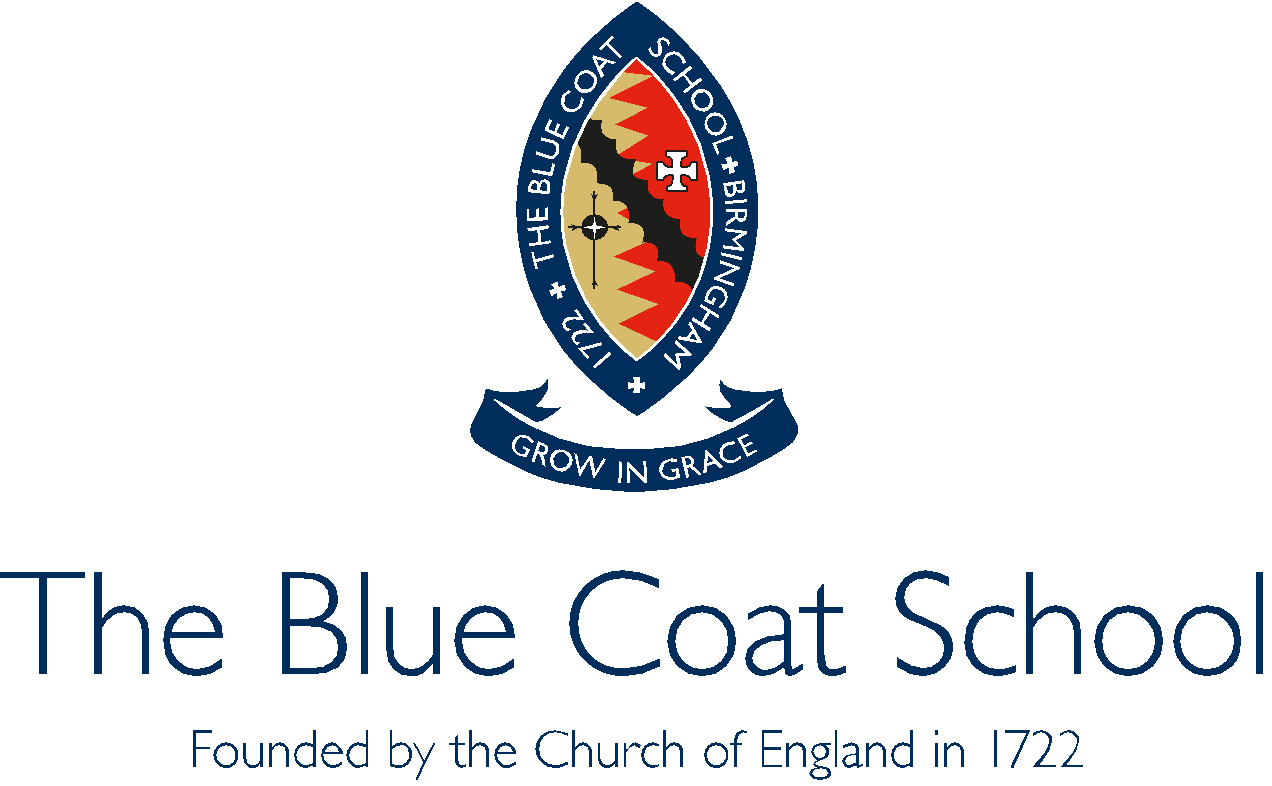 1722 ✠ THE BLUE COAT SCHOOL ✠ BIRMINGHAM ✠
GROW IN GRACE
The Blue Coat School
Founded by the Church of England in 1722